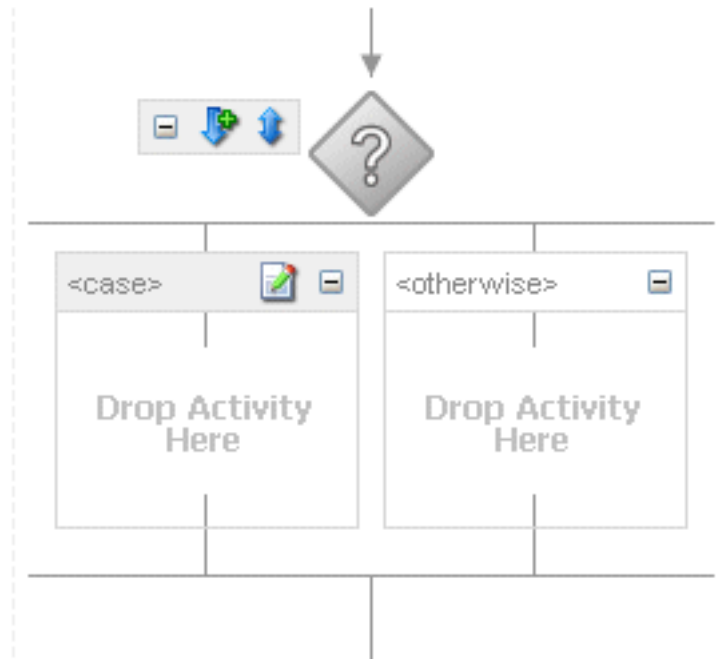 ?
<case>
<otherwise>
Drop Activity
Here
Drop Activity
Here